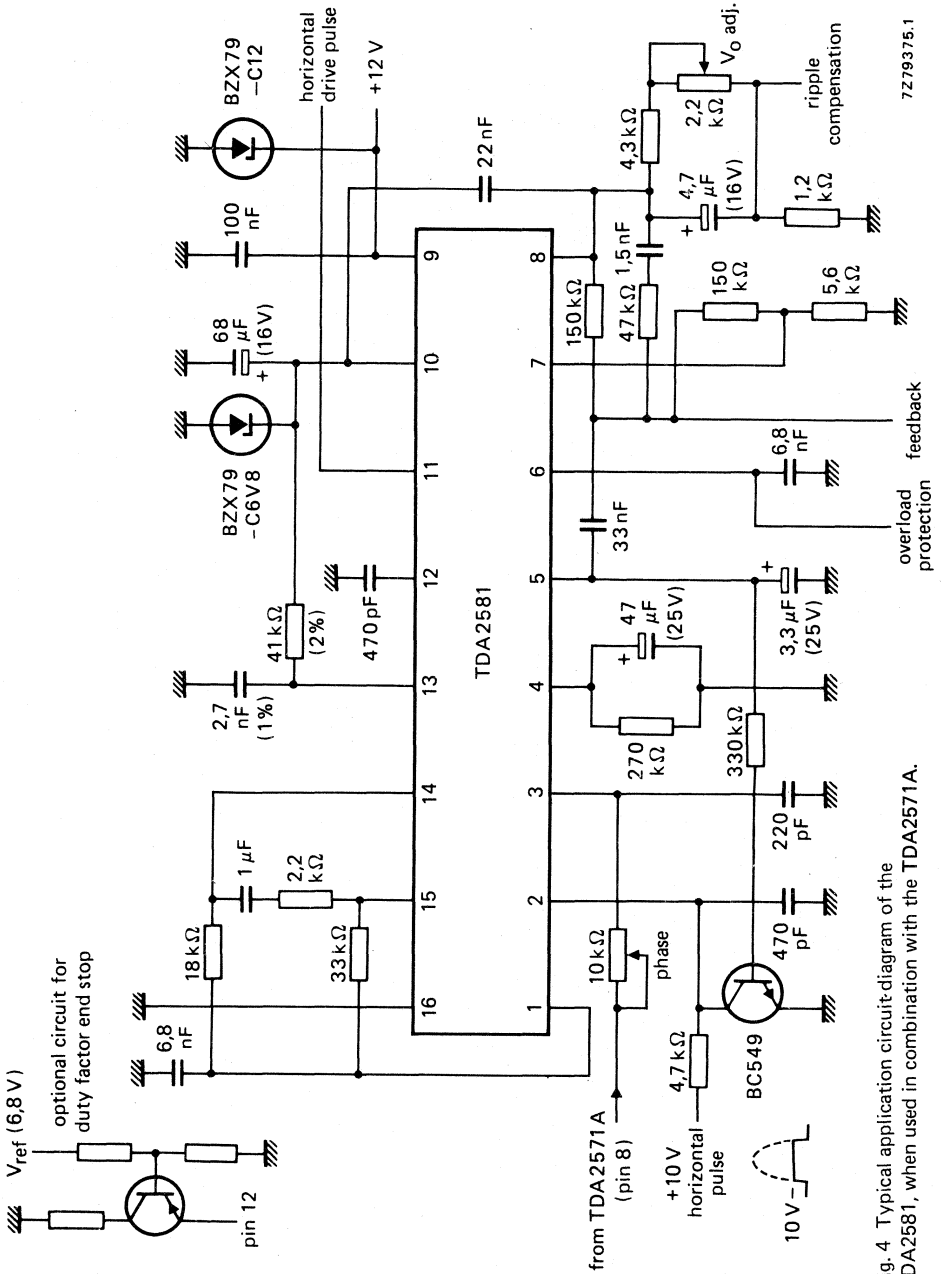 V_ref (6,8 V)
optional circuit for
duty factor end stop
pin 12
6,8
nF
18 kΩ
1 μF
2,2
kΩ
33 kΩ
2,7
nF
(1%)
41 kΩ
(2%)
470 pF
BZX79
-C6V8
68
μF
+ (16 V)
100
nF
BZX79
-C12
horizontal
drive pulse
+12 V
22 nF
16
15
14
13
12
11
10
9
TDA2581
1
2
3
4
5
6
7
8
from TDA2571A
(pin 8)
10 kΩ
phase
+10 V
horizontal
pulse
4,7 kΩ
10 V
BC549
470
pF
220
pF
330 kΩ
270
kΩ
+
47
μF
(25 V)
+
3,3 μF
(25 V)
33 nF
overload
protection
6,8
nF
feedback
150 kΩ
47 kΩ
1,5 nF
150
kΩ
5,6
kΩ
4,3 kΩ
+
4,7
μF
(16 V)
1,2
kΩ
2,2
kΩ
V_O adj.
ripple
compensation
7Z79375.1
g. 4 Typical application circuit diagram of the
DA2581, when used in combination with the TDA2571A.